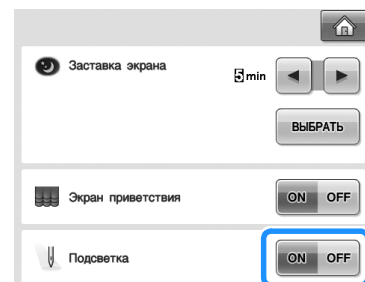 Заставка экрана
5 min
ВЫБРАТЬ
Экран приветствия
ON OFF
Подсветка
ON OFF